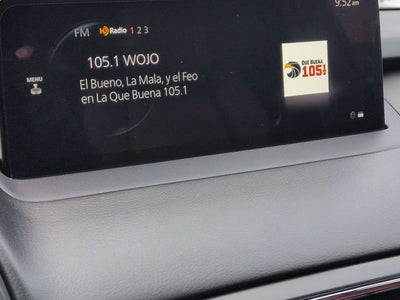 9:52 am
FM HD Radio 1 2 3
105.1 WOJO
MENU
El Bueno, La Mala, y el Feo
en La Que Buena 105.1
QUE BUENA
105.1